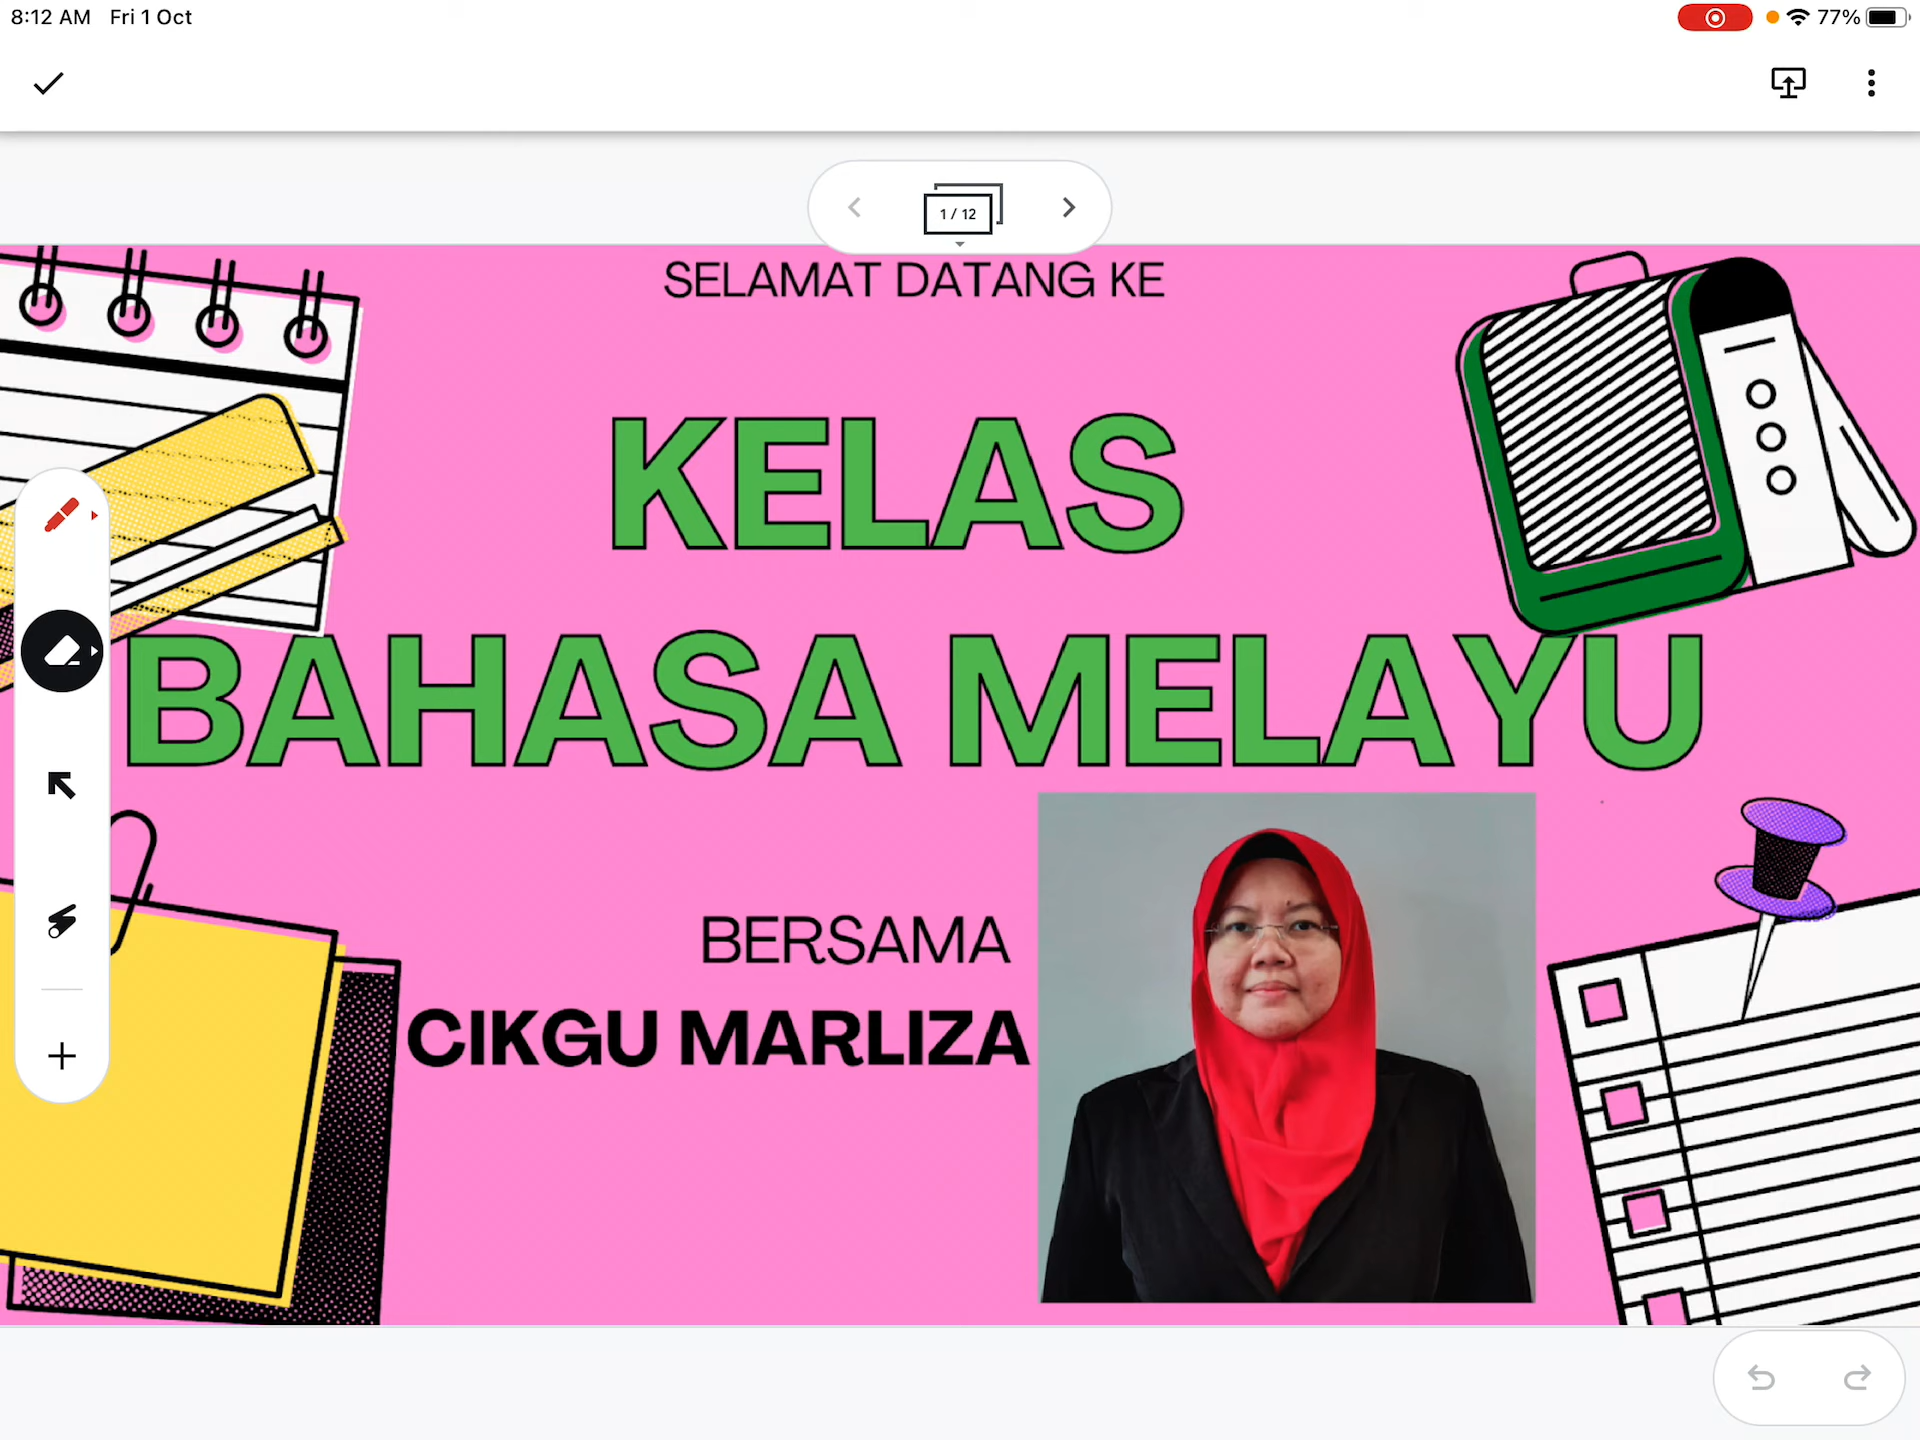 8:12 AM Fri 1 Oct
77%
1 / 12
SELAMAT DATANG KE
KELAS
BAHASA MELAYU
BERSAMA
CIKGU MARLIZA